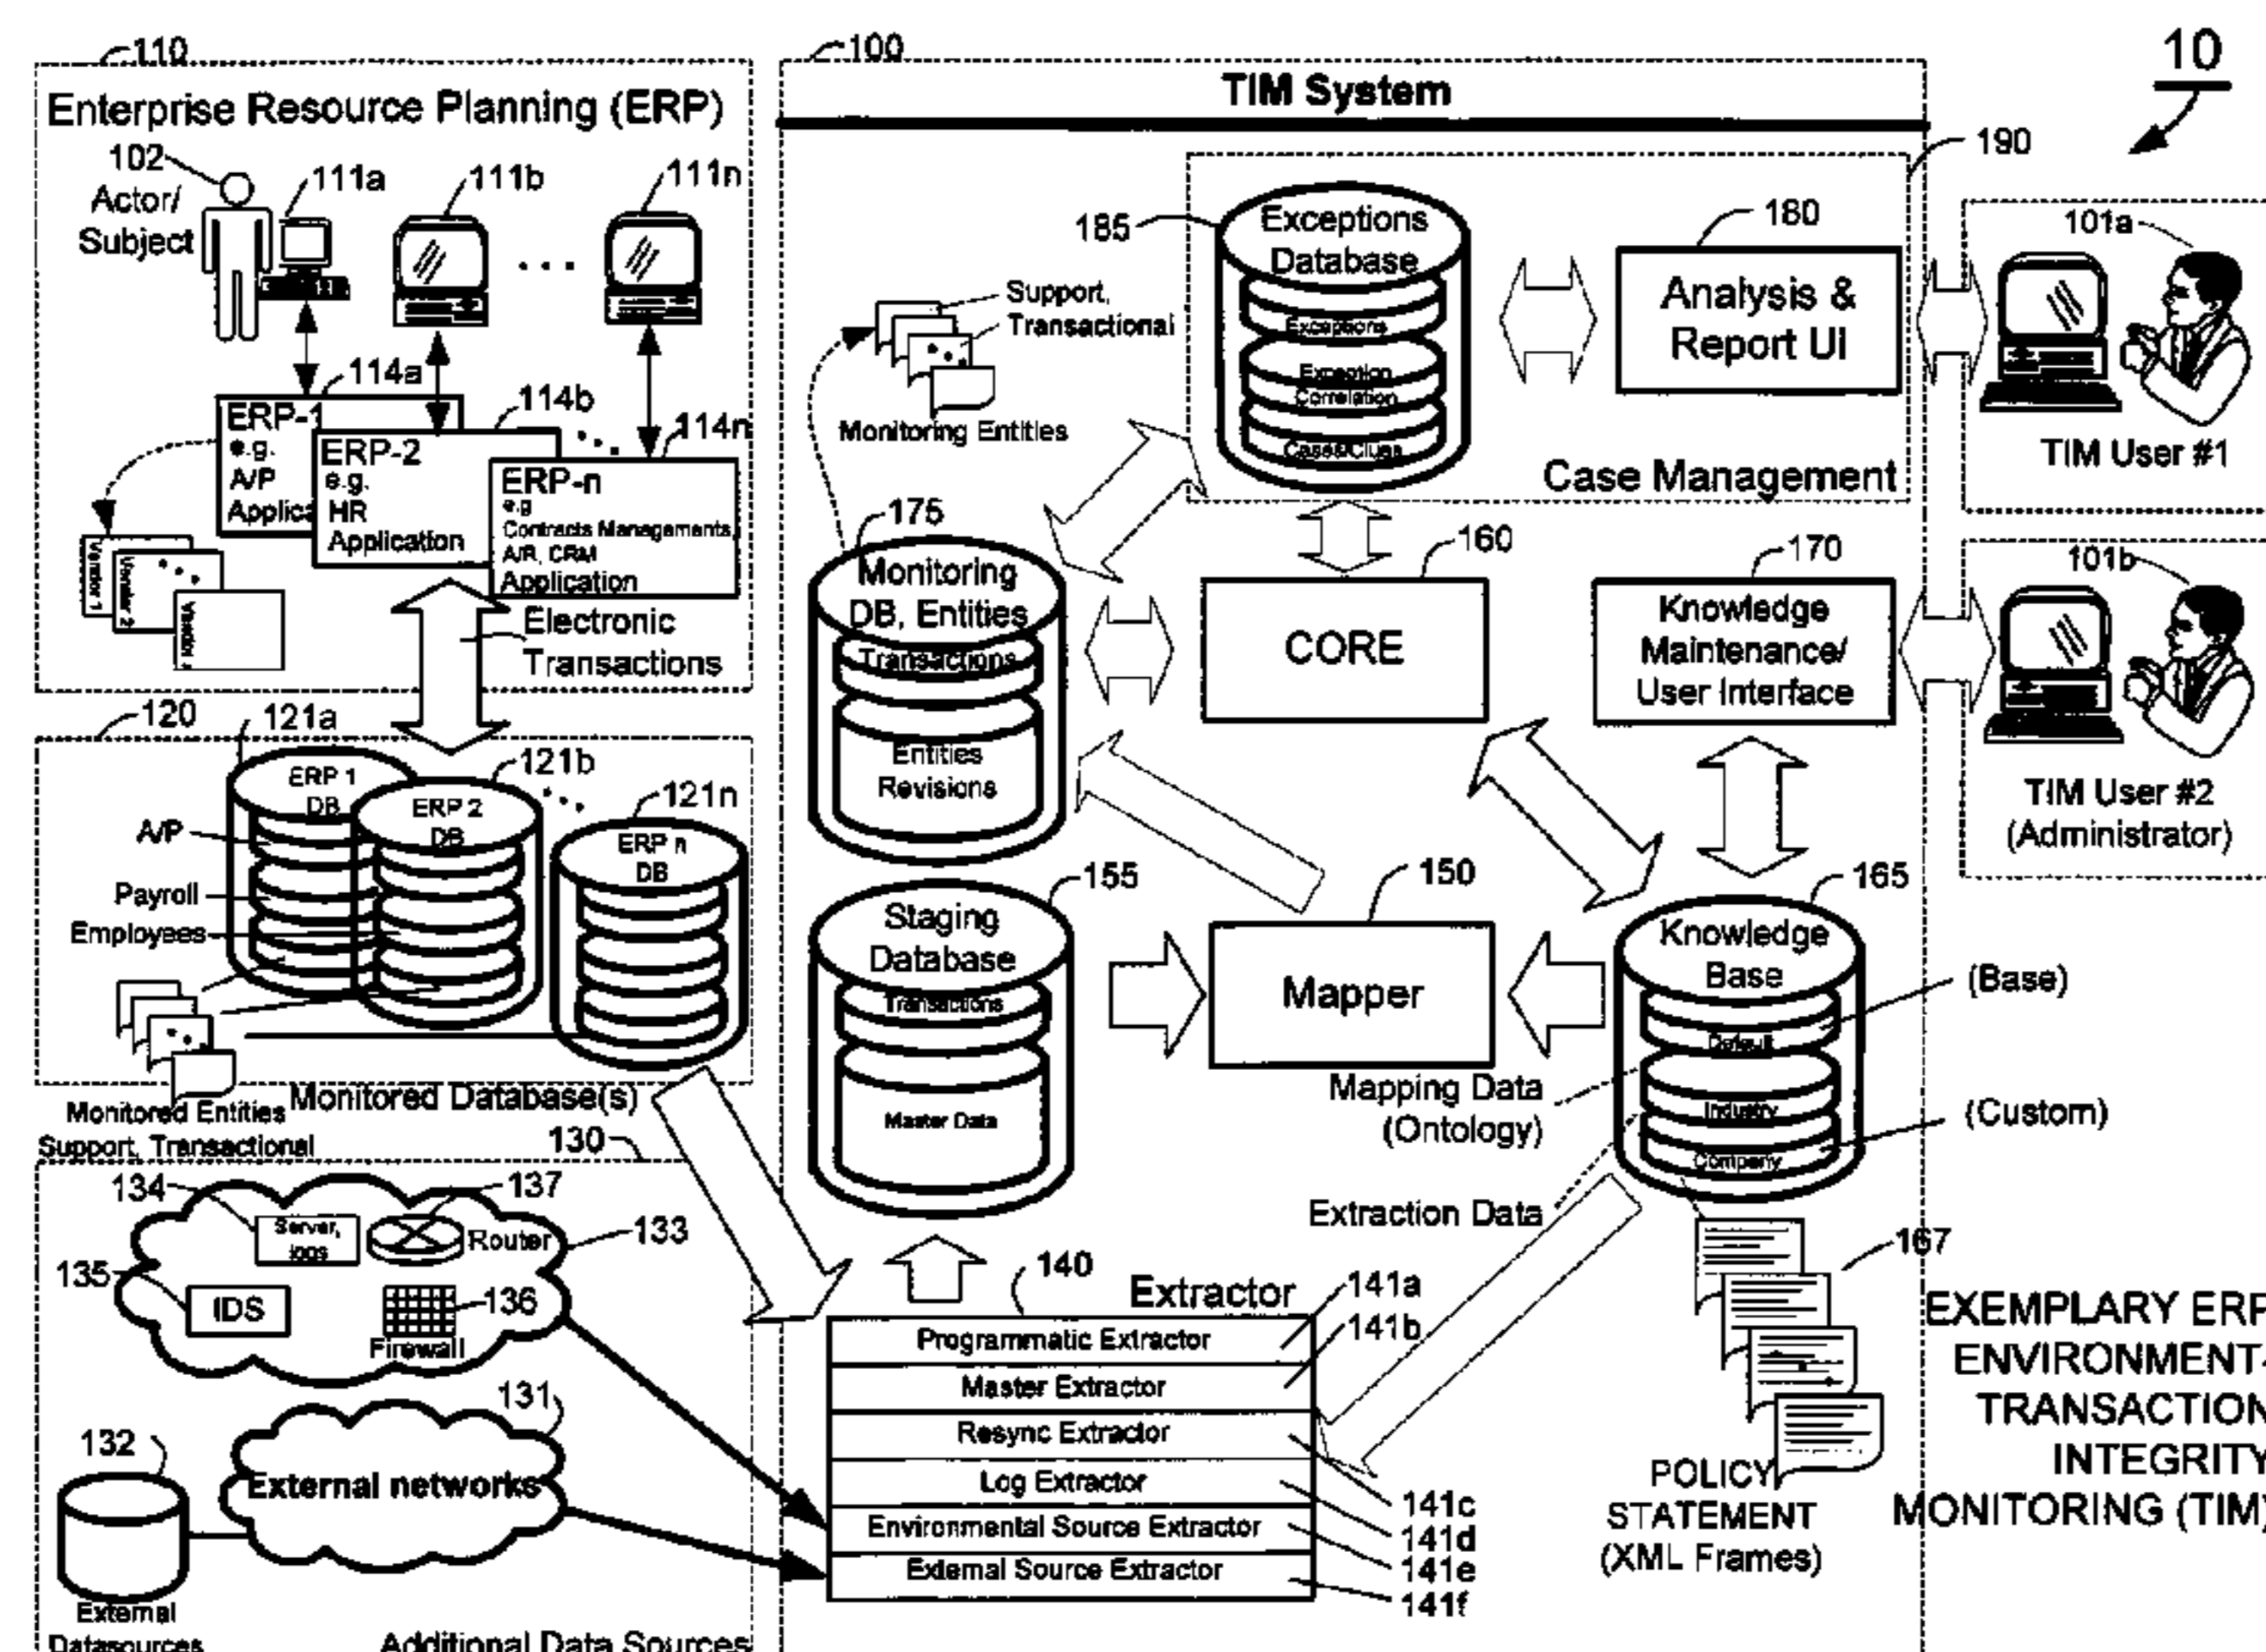 10
110
Enterprise Resource Planning (ERP)
102
Actor/
Subject
111a
111b
111n
114a
114b
114n
ERP-1
e.g.
A/P
Applica
ERP-2
e.g.
HR
Application
ERP-n
e.g
Contracts Managements,
A/R, CRM
Application
Vendor 1
Vendor 2
Electronic
Transactions
120
121a
121b
121n
ERP 1
DB
ERP 2
DB
ERP n
DB
A/P
Payroll
Employees
Monitored Entities
Support, Transactional
Monitored Database(s)
130
134
137
133
Server,
logs
Router
135
IDS
136
Firewall
131
132
External networks
External
Datasources
Additional Data Sources
100
TIM System
190
185
Exceptions
Database
Exceptions
Exception
Correlation
Cases/Clues
180
Analysis &
Report UI
Case Management
Support,
Transactional
Monitoring Entities
175
Monitoring
DB, Entities
Transactions
Entities
Revisions
160
CORE
170
Knowledge
Maintenance/
User Interface
155
Staging
Database
Transactions
Master Data
150
Mapper
165
Knowledge
Base
Default
Industry
Company
(Base)
(Custom)
Mapping Data
(Ontology)
Extraction Data
167
POLICY
STATEMENT
(XML Frames)
140
Extractor
Programmatic Extractor
Master Extractor
Resync Extractor
Log Extractor
Environmental Source Extractor
External Source Extractor
141a
141b
141c
141d
141e
141f
101a
TIM User #1
101b
TIM User #2
(Administrator)
EXEMPLARY ERP
ENVIRONMENT-
TRANSACTION
INTEGRITY
MONITORING (TIM)